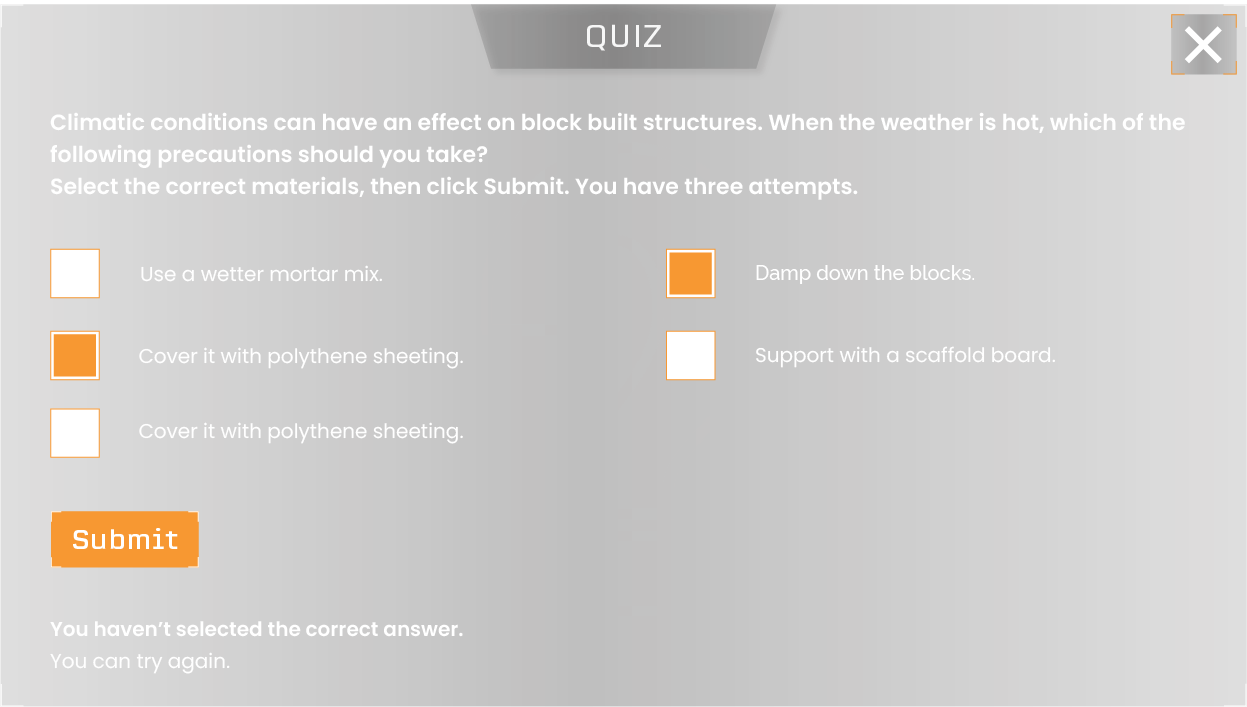 QUIZ
Climatic conditions can have an effect on block built structures. When the weather is hot, which of the
following precautions should you take?
Select the correct materials, then click Submit. You have three attempts.
Use a wetter mortar mix.
Damp down the blocks.
Cover it with polythene sheeting.
Support with a scaffold board.
Cover it with polythene sheeting.
Submit
You haven’t selected the correct answer.
You can try again.